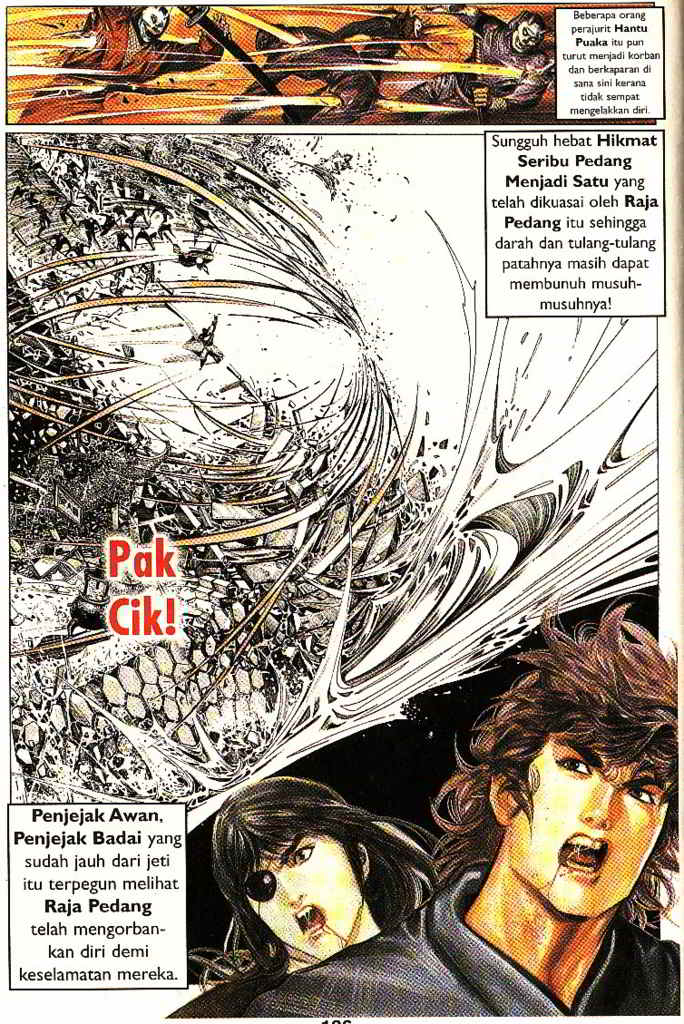 Beberapa orang
perajurit Hantu
Puaka itu pun
turut menjadi korban
dan berkaparan di
sana sini kerana
tidak sempat
mengelakkan diri.
Sungguh hebat Hikmat
Seribu Pedang
Menjadi Satu yang
telah dikuasai oleh Raja
Pedang itu sehingga
darah dan tulang-tulang
patahnya masih dapat
membunuh musuh-
musuhnya!
Pak
Cik!
Penjejak Awan,
Penjejak Badai yang
sudah jauh dari jeti
itu terpegun melihat
Raja Pedang
telah mengorban-
kan diri demi
keselamatan mereka.